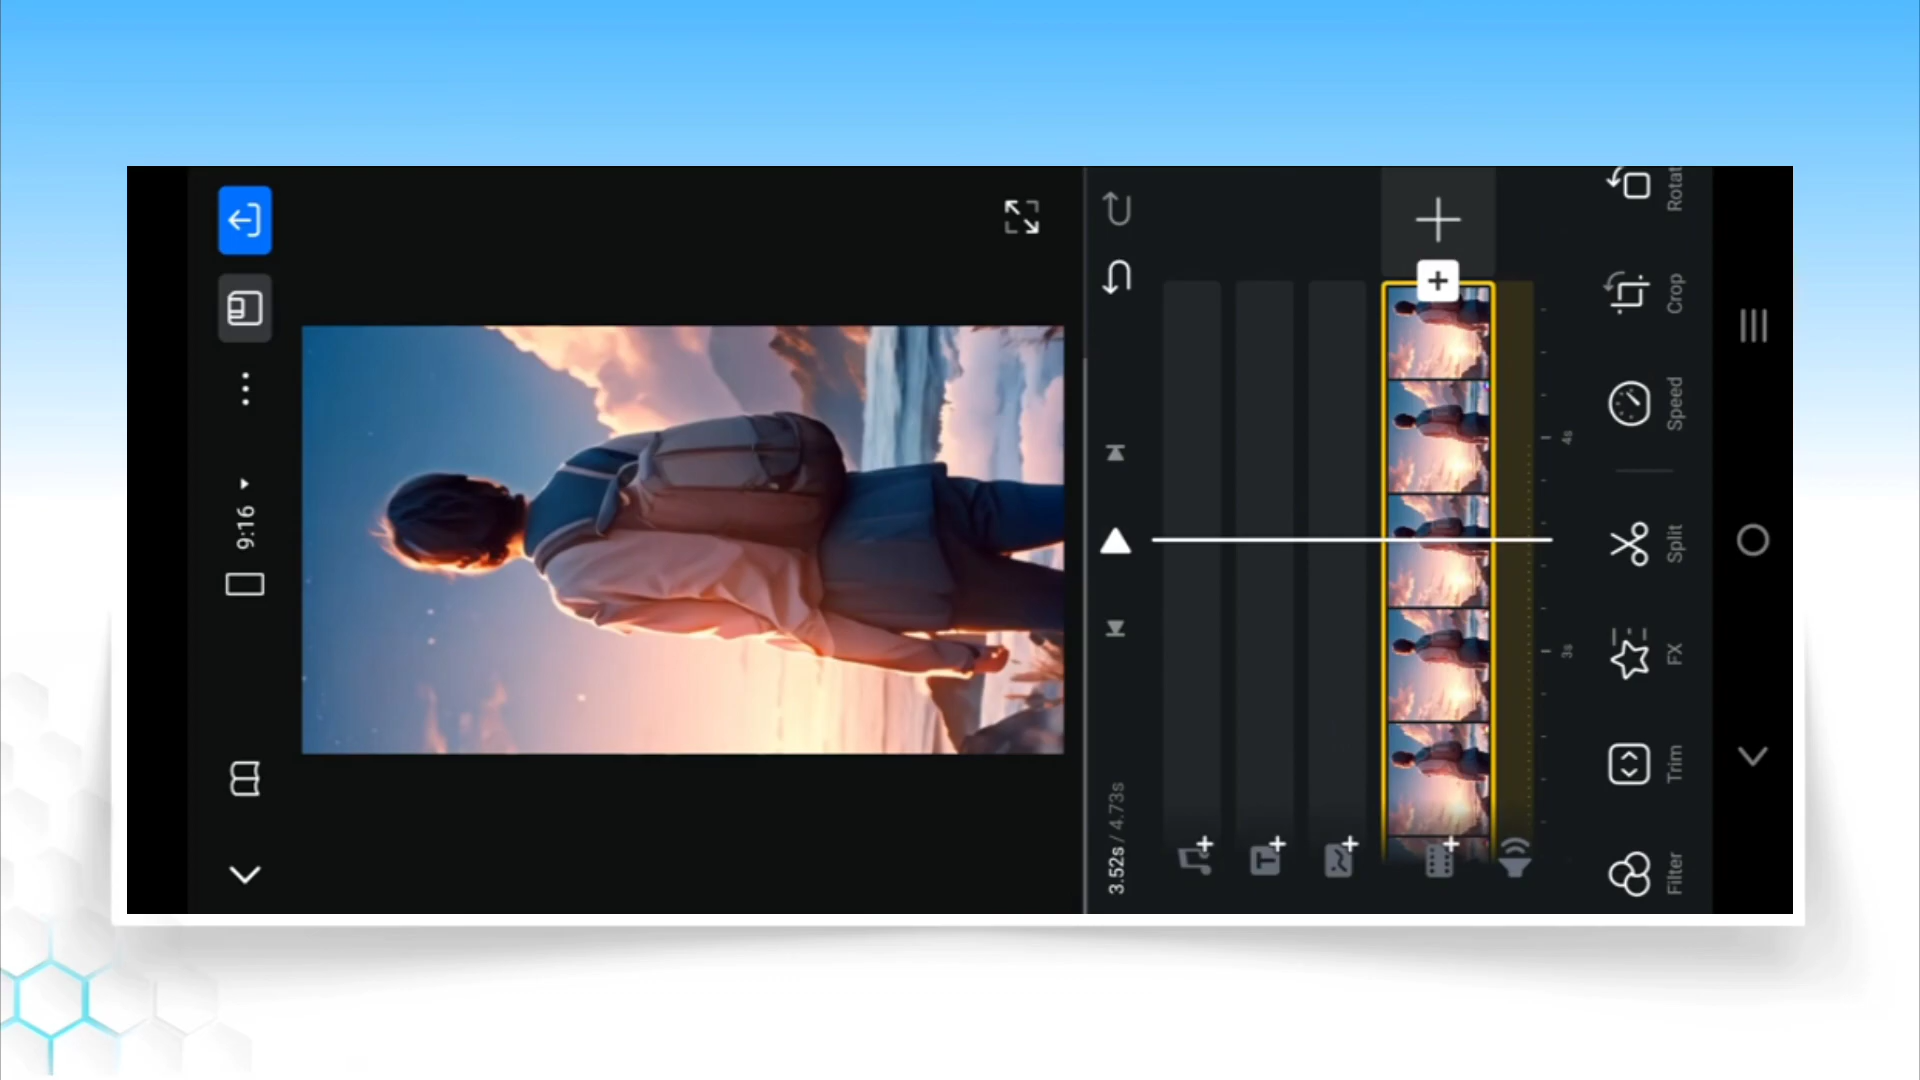 9:16
3.52s / 4.73s
3s
4s
Filter
Trim
FX
Split
Speed
Crop
Rotat